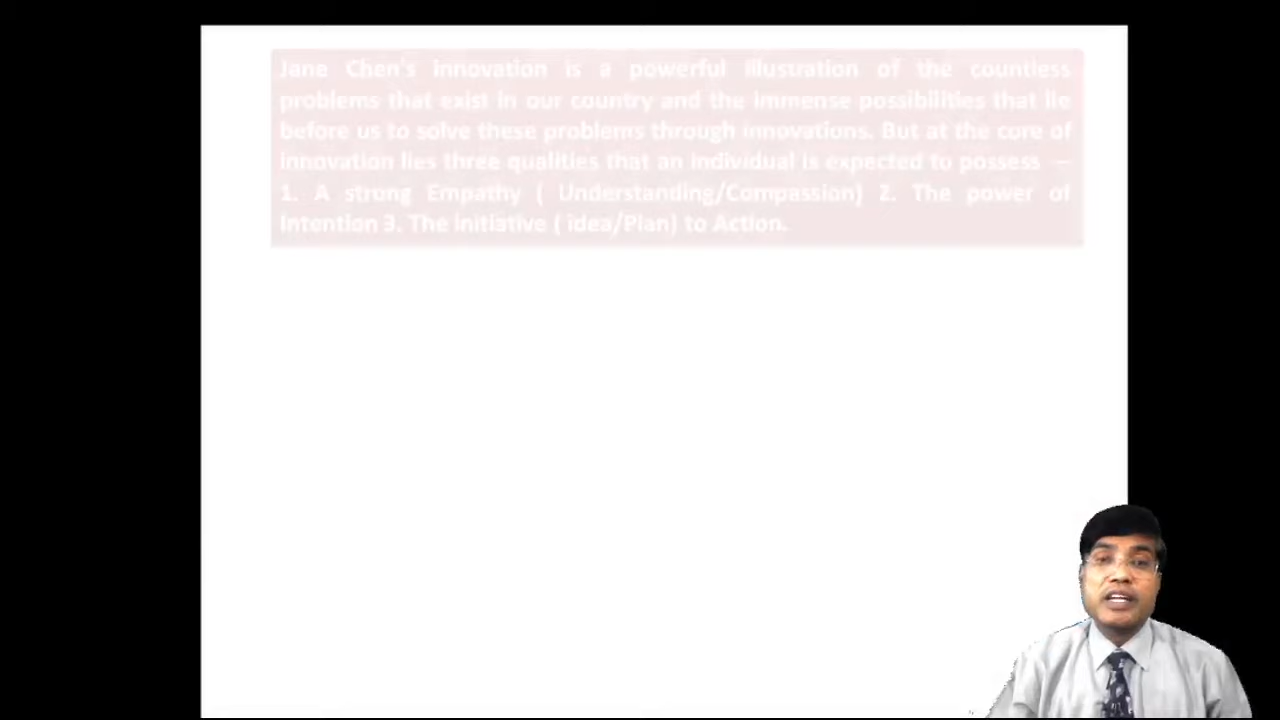 Jane Chen's Innovation is a powerful illustration of the countless
problems that exist in our country and the immense possibilities that lie
before us to solve these problems through innovations. But at the core of
innovation lies three qualities that an individual is expected to possess –
1. A strong Empathy ( Understanding/Compassion) 2. The power of
Intention 3. The initiative ( idea/Plan) to Action.